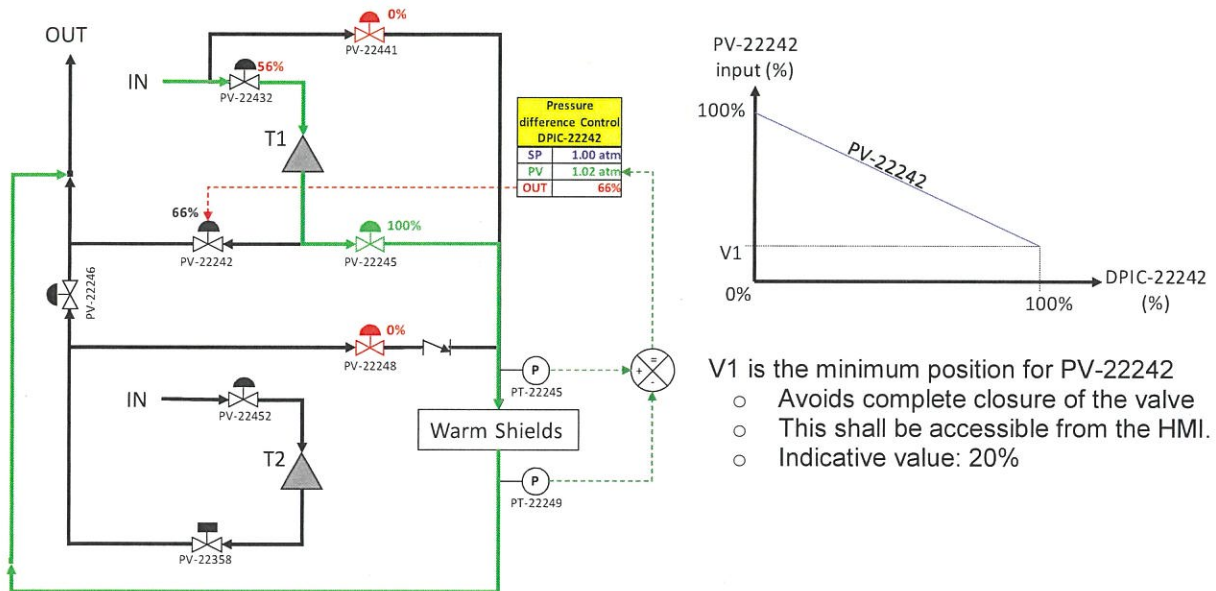 OUT
0%
PV-22441
IN
56%
PV-22432
T1
Pressure
difference Control
DPIC-22242
SP 1.00 atm
PV 1.02 atm
OUT 66%
66%
PV-22242
100%
PV-22245
PV-22246
0%
PV-22248
P
PT-22245
=
+
-
IN
PV-22452
T2
Warm Shields
P
PT-22249
PV-22358
PV-22242
input (%)
100%
PV-22242
V1
0%
100%
DPIC-22242
(%)
V1 is the minimum position for PV-22242
o Avoids complete closure of the valve
o This shall be accessible from the HMI.
o Indicative value: 20%